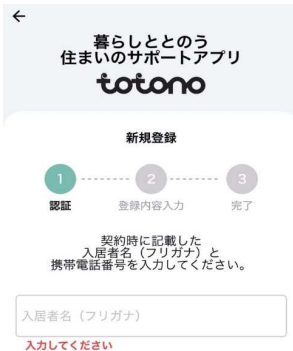 ←
暮らしととのう
住まいのサポートアプリ
totono
新規登録
1 2 3
認証 登録内容入力 完了
契約時に記載した
入居者名（フリガナ）と
携帯電話番号を入力してください。
入居者名（フリガナ）
入力してください